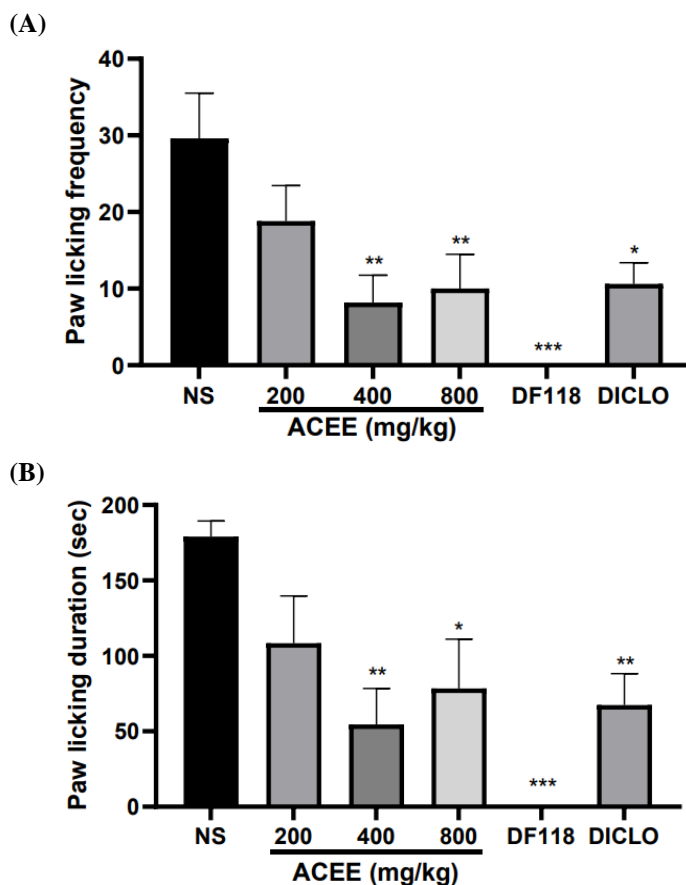 (A)
Paw licking frequency
40
30
20
10
0
**
**
***
*
NS 200 400 800 DF118 DICLO
ACEE (mg/kg)
(B)
Paw licking duration (sec)
200
150
100
50
0
**
*
***
**
NS 200 400 800 DF118 DICLO
ACEE (mg/kg)